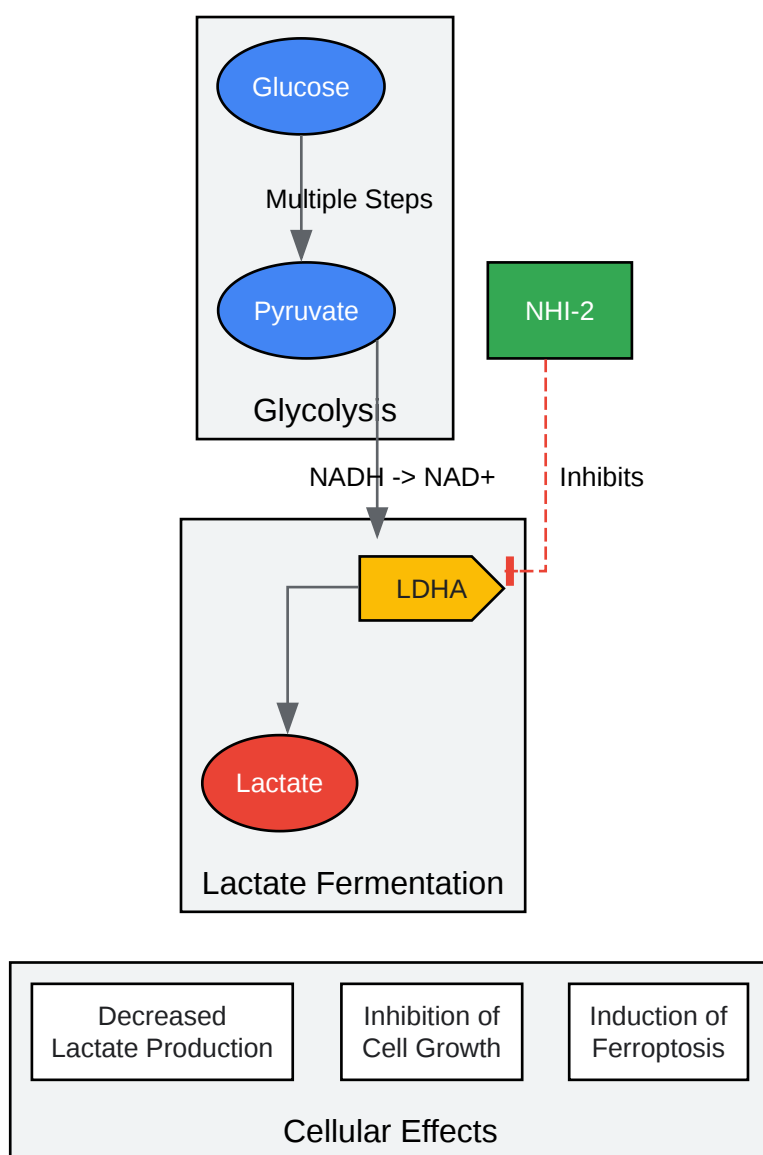 Glucose
Multiple Steps
Pyruvate
NHI-2
Glycolysis
NADH -> NAD+
Inhibits
LDHA
Lactate
Lactate Fermentation
Decreased
Lactate Production
Inhibition of
Cell Growth
Induction of
Ferroptosis
Cellular Effects